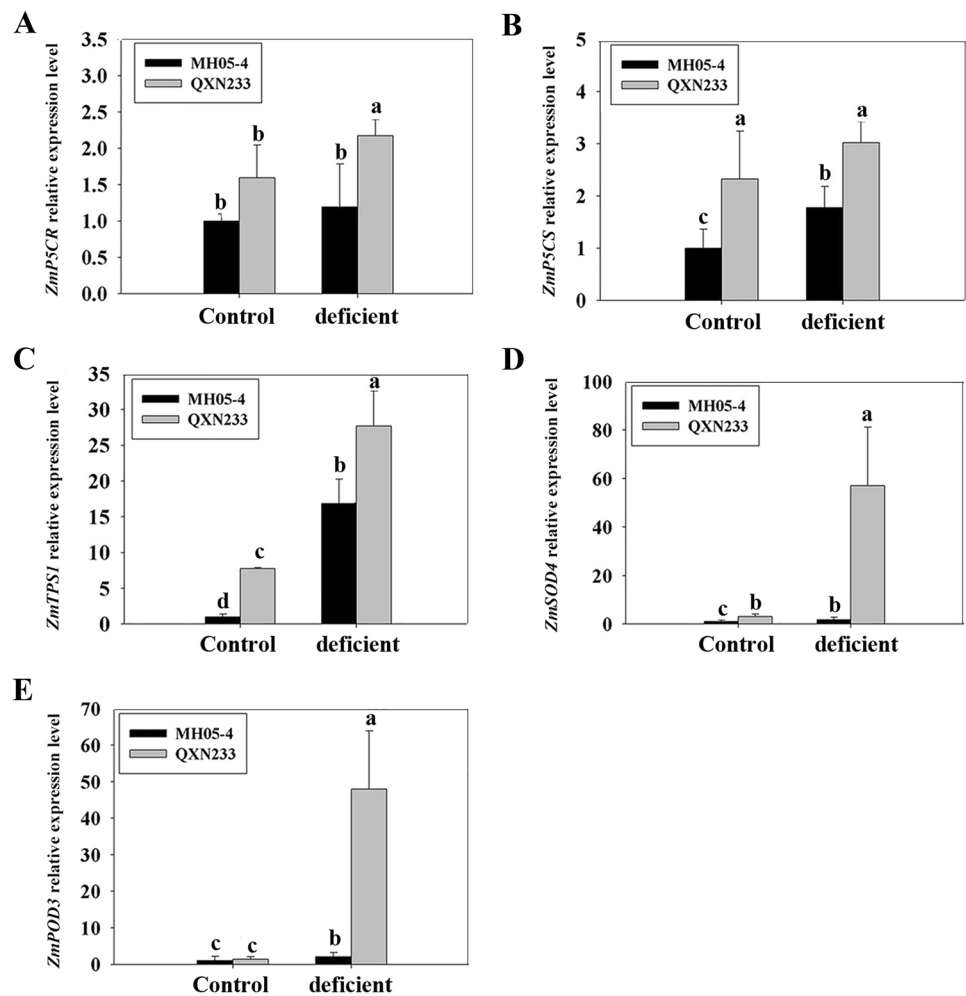 A
ZmP5CR relative expression level
3.5
3.0
2.5
2.0
1.5
1.0
0.5
0.0
MH05-4
QXN233
b
b
b
a
Control
deficient
B
ZmP5CS relative expression level
5
4
3
2
1
0
MH05-4
QXN233
c
a
b
a
Control
deficient
C
ZmTPS1 relative expression level
35
30
25
20
15
10
5
0
MH05-4
QXN233
d
c
b
a
Control
deficient
D
ZmSOD4 relative expression level
100
80
60
40
20
0
MH05-4
QXN233
c
b
b
a
Control
deficient
E
ZmPOD3 relative expression level
70
60
50
40
30
20
10
0
MH05-4
QXN233
c
c
b
a
Control
deficient